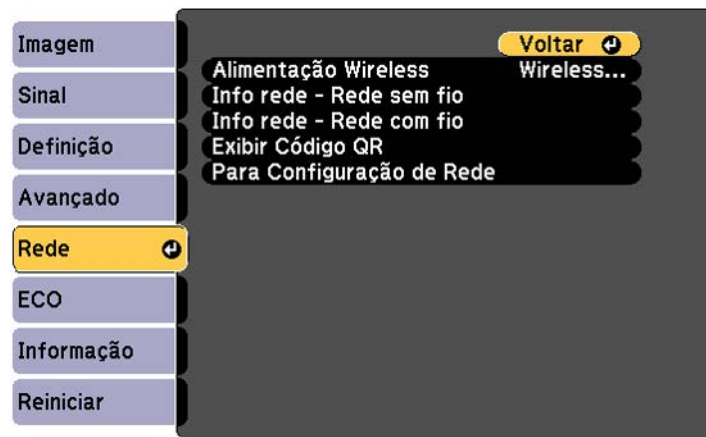 Imagem
Sinal
Definição
Avançado
Rede
ECO
Informação
Reiniciar
Voltar
Alimentação Wireless Wireless...
Info rede - Rede sem fio
Info rede - Rede com fio
Exibir Código QR
Para Configuração de Rede